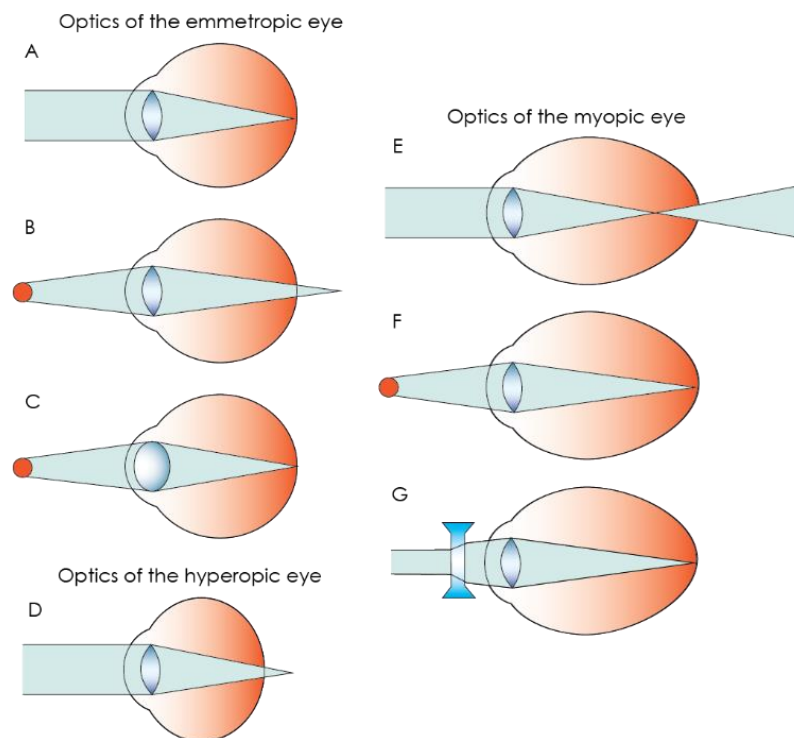 Optics of the emmetropic eye
A
B
C
Optics of the hyperopic eye
D
Optics of the myopic eye
E
F
G